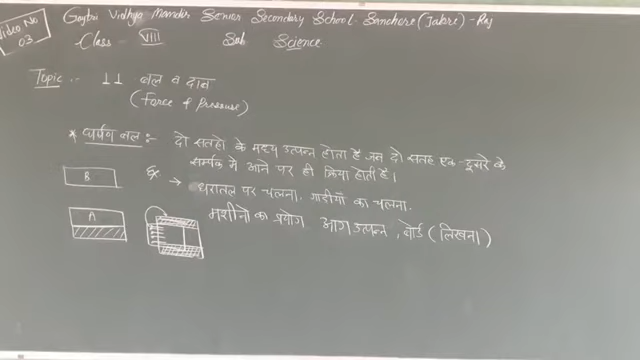 Video No 03
Gaytri Vidhya Mandir Senior Secondary School Sanchore (Jalore) - Raj
Class VIII Sub Science
Topic :- 11 बल व दाब
(Force & Pressure)
* घर्षण बल :- दो सतहो के मध्य उत्पन्न होता है जब दो सतह एक-दूसरे के
सम्पर्क मे आने पर ही क्रिया होती है।
B Ex. → धरातल पर चलना, गाडीयाँ का चलना,
A मशीनो का प्रयोग आग उत्पन्न, बोर्ड (लिखना)